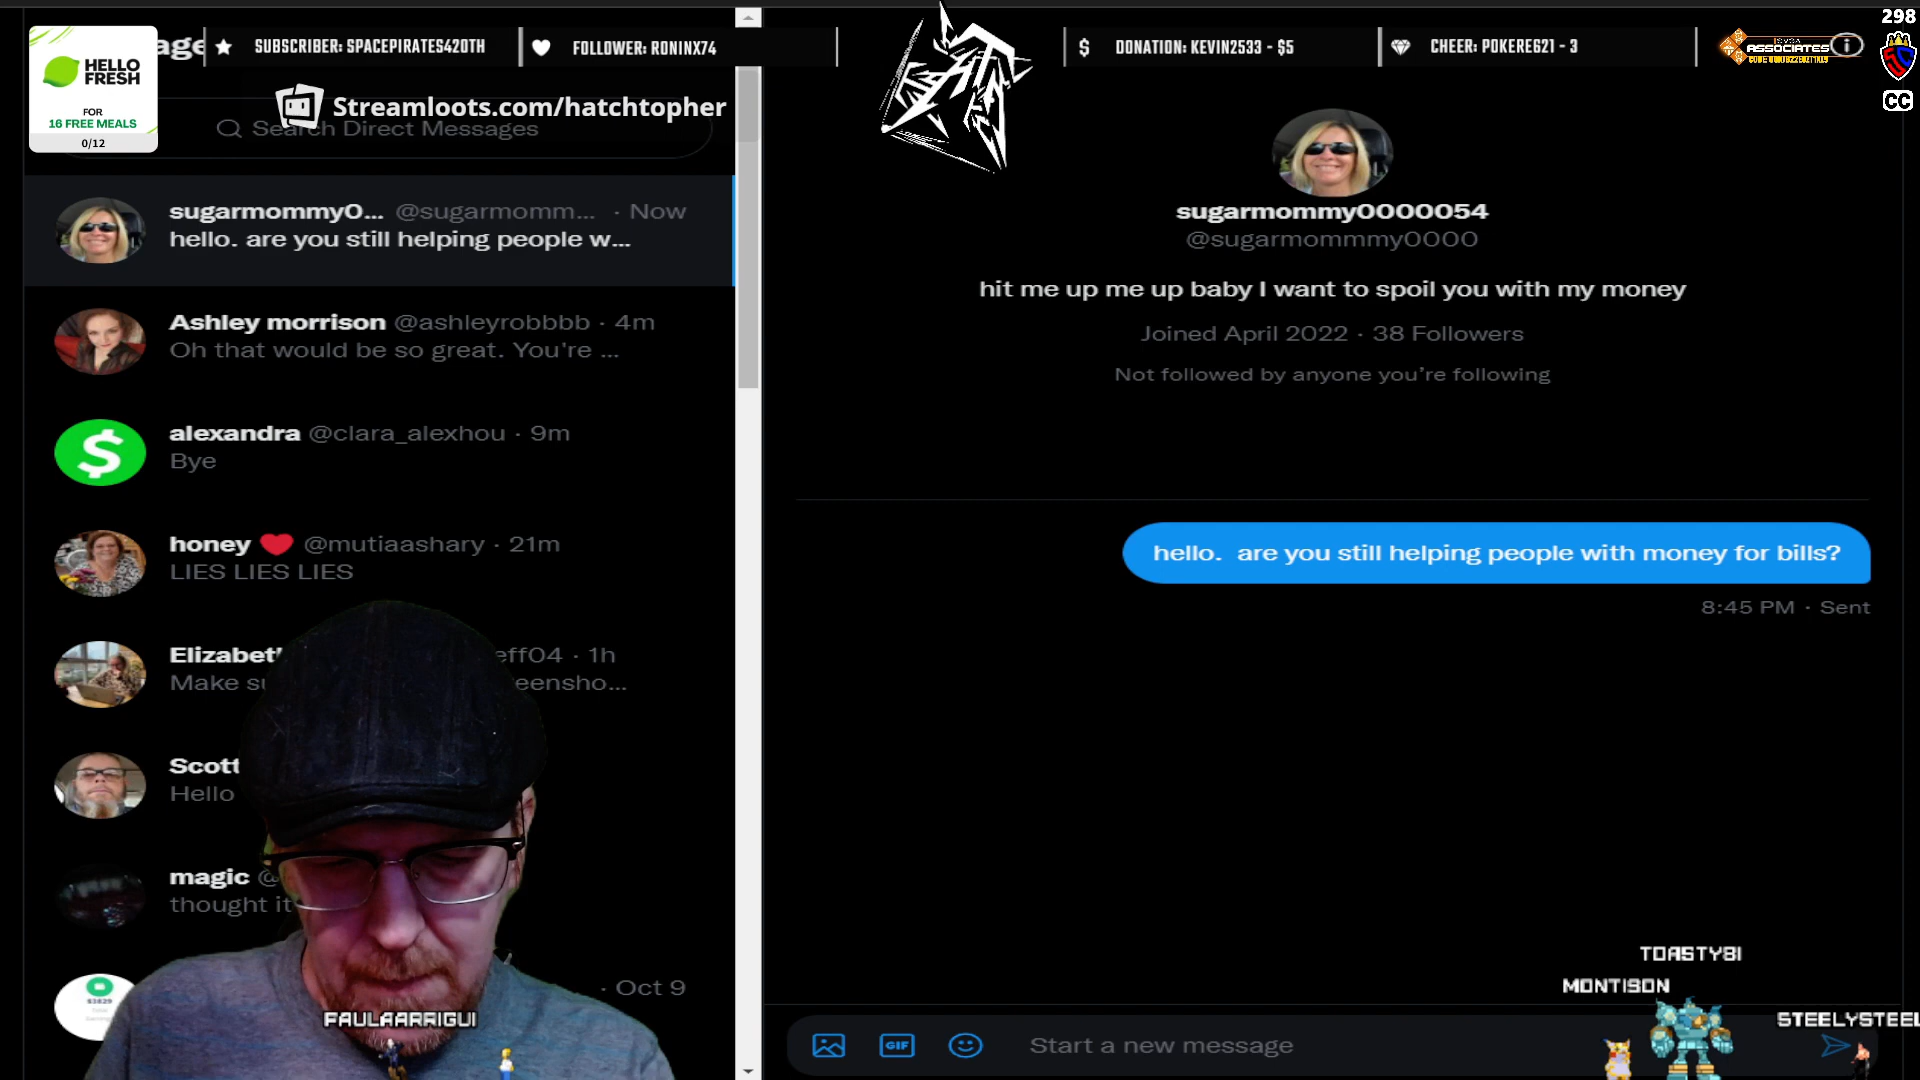 298
HELLO
FRESH
FOR
16 FREE MEALS
0/12
age
SUBSCRIBER: SPACEPIRATES420TH
FOLLOWER: RONINX74
DONATION: KEVIN2533 - $5
CHEER: POKERE621 - 3
ASSOCIATES
CC
Streamloots.com/hatchtopher
Search Direct Messages
sugarmommy0... @sugarmomm... · Now
hello. are you still helping people w...
Ashley morrison @ashleyrobbbb · 4m
Oh that would be so great. You're ...
alexandra @clara_alexhou · 9m
Bye
honey ❤️ @mutiaashary · 21m
LIES LIES LIES
Elizabet eff04 · 1h
Make su eensho...
Scott
Hello
magic @
thought it
· Oct 9
FAULAARAIGUI
sugarmommy0000054
@sugarmommmy0000
hit me up me up baby I want to spoil you with my money
Joined April 2022 · 38 Followers
Not followed by anyone you're following
hello.  are you still helping people with money for bills?
8:45 PM · Sent
TOASTY81
MONTISON
STEELYSTEEL
GIF
Start a new message